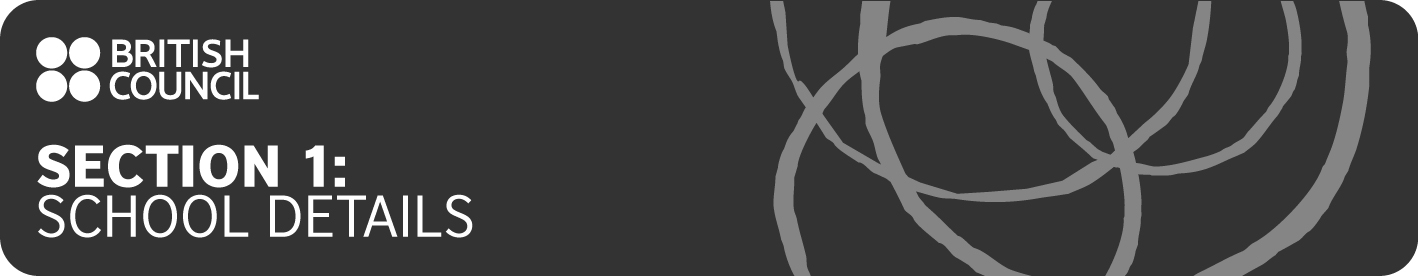 BRITISH
COUNCIL
SECTION 1:
SCHOOL DETAILS